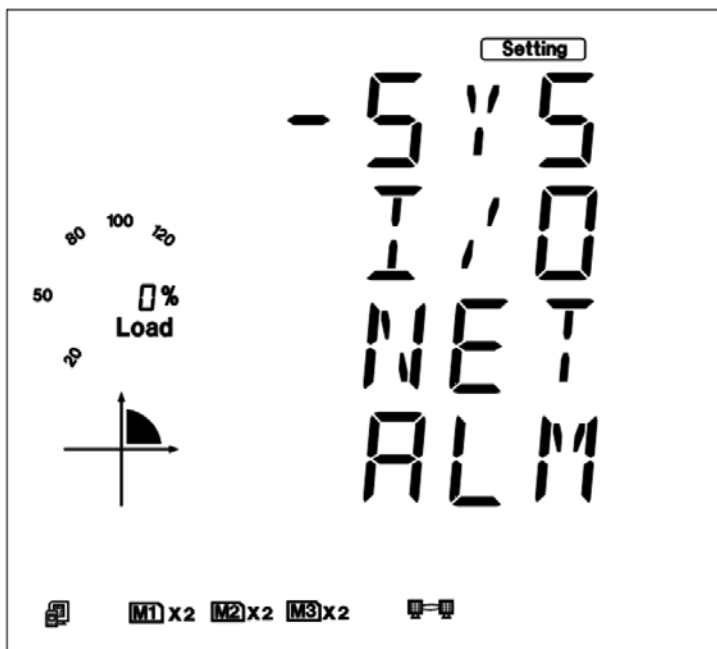 Setting
- SYS
I/O
NET
ALM
80 100 120
50 0%
Load
20
M1 X2 M2 X2 M3 X2